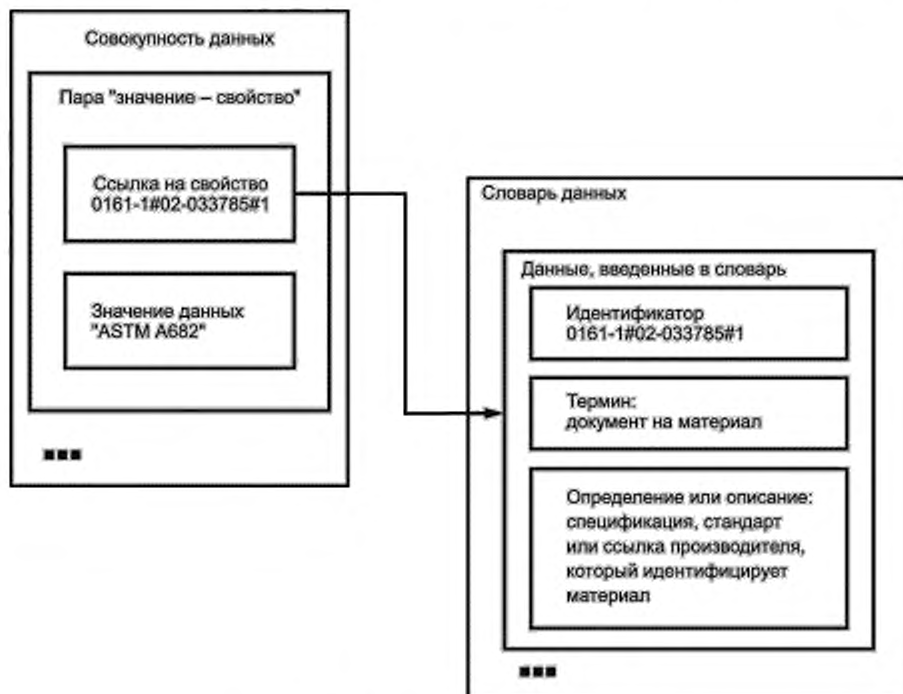 Совокупность данных
Пара "значение – свойство"
Ссылка на свойство
0161-1#02-033785#1
Значение данных
"ASTM A682"
Словарь данных
Данные, введенные в словарь
Идентификатор
0161-1#02-033785#1
Термин:
документ на материал
Определение или описание:
спецификация, стандарт
или ссылка производителя,
который идентифицирует
материал